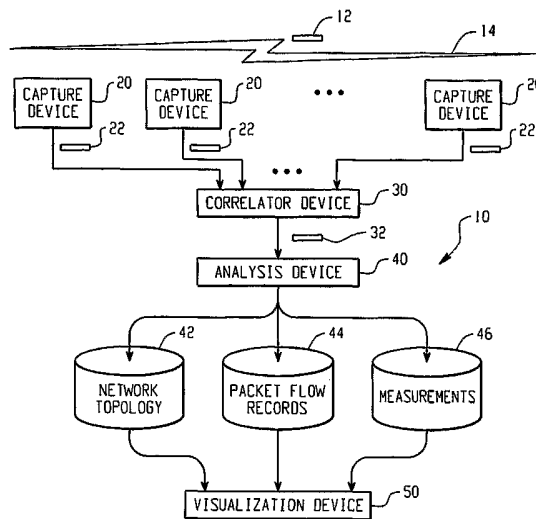 12
14
CAPTURE DEVICE 20
CAPTURE DEVICE 20
CAPTURE DEVICE
22
22
22
CORRELATOR DEVICE 30
32
10
ANALYSIS DEVICE 40
42
44
46
NETWORK TOPOLOGY
PACKET FLOW RECORDS
MEASUREMENTS
VISUALIZATION DEVICE 50